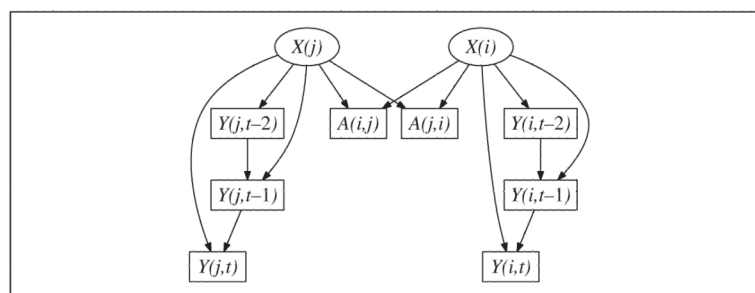 X(j) X(i)
Y(j,t–2) A(i,j) A(j,i) Y(i,t–2)
Y(j,t–1) Y(i,t–1)
Y(j,t) Y(i,t)